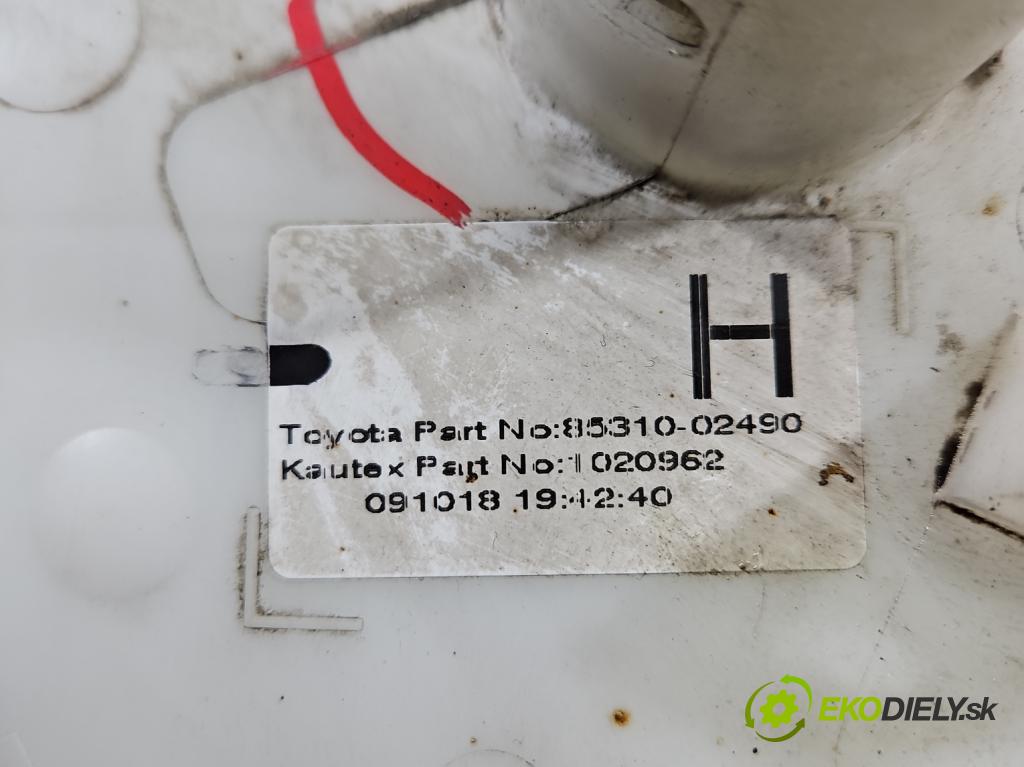 H
Toyota Part No:85310-02490
Kautex Part No:1020962
091018 19:42:40
EKODIELY.sk